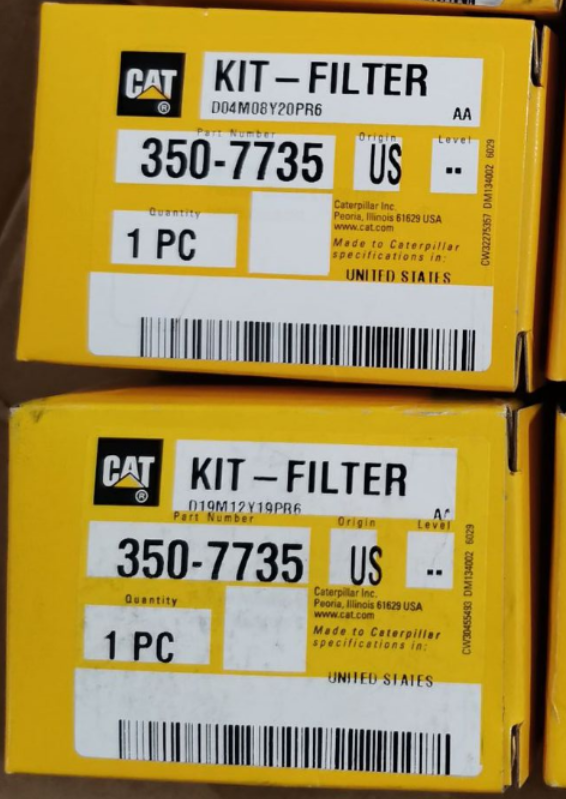 CAT
®
KIT-FILTER
D04M08Y20PR6
AA
Part Number
Origin
Level
350-7735
US
--
Quantity
1 PC
Caterpillar Inc.
Peoria, Illinois 61629 USA
www.cat.com
Made to Caterpillar
specifications in:
UNITED STATES
CW32275357 DM134002 6029
CAT
®
KIT-FILTER
D19M12Y19PR6
Part Number
Origin
Level
350-7735
US
--
Quantity
1 PC
Caterpillar Inc.
Peoria, Illinois 61629 USA
www.cat.com
Made to Caterpillar
specifications in:
UNITED STATES
CW30455493 DM134002 6029